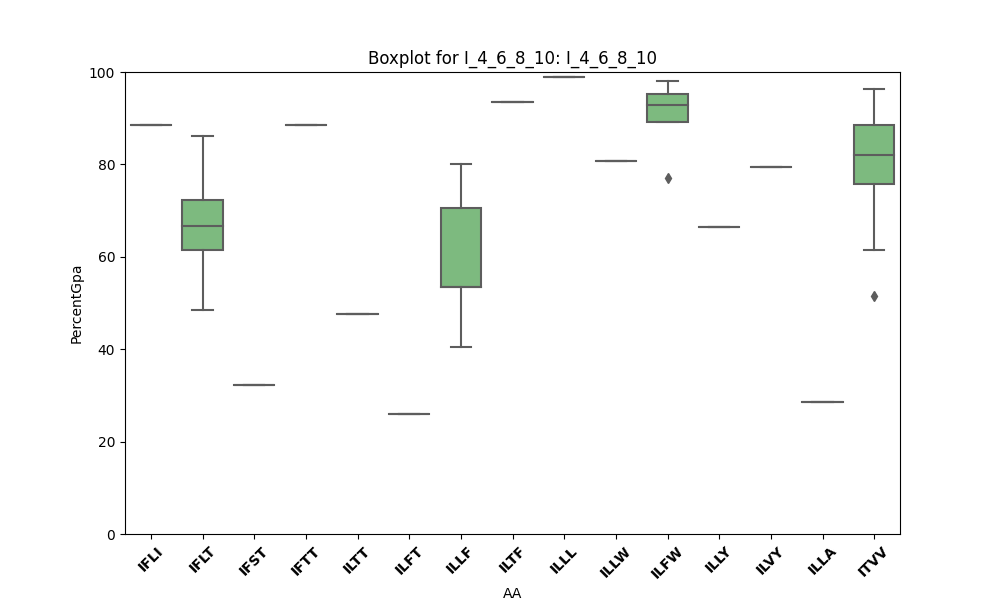 Boxplot for I_4_6_8_10: I_4_6_8_10
100
80
60
40
20
0
PercentGpa
IFLI IFLT IFST IFTT ILTT ILFT ILLF ILTF ILLL ILLW ILFW ILLY ILVY ILLA ITVV
AA